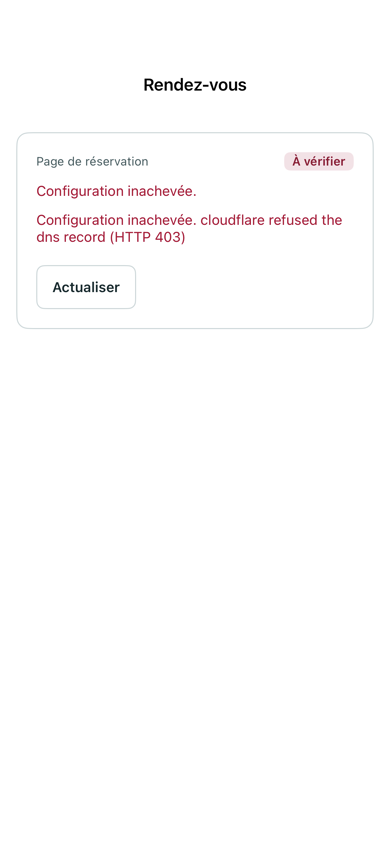 Rendez-vous
Page de réservation
À vérifier
Configuration inachevée.
Configuration inachevée. cloudflare refused the
dns record (HTTP 403)
Actualiser